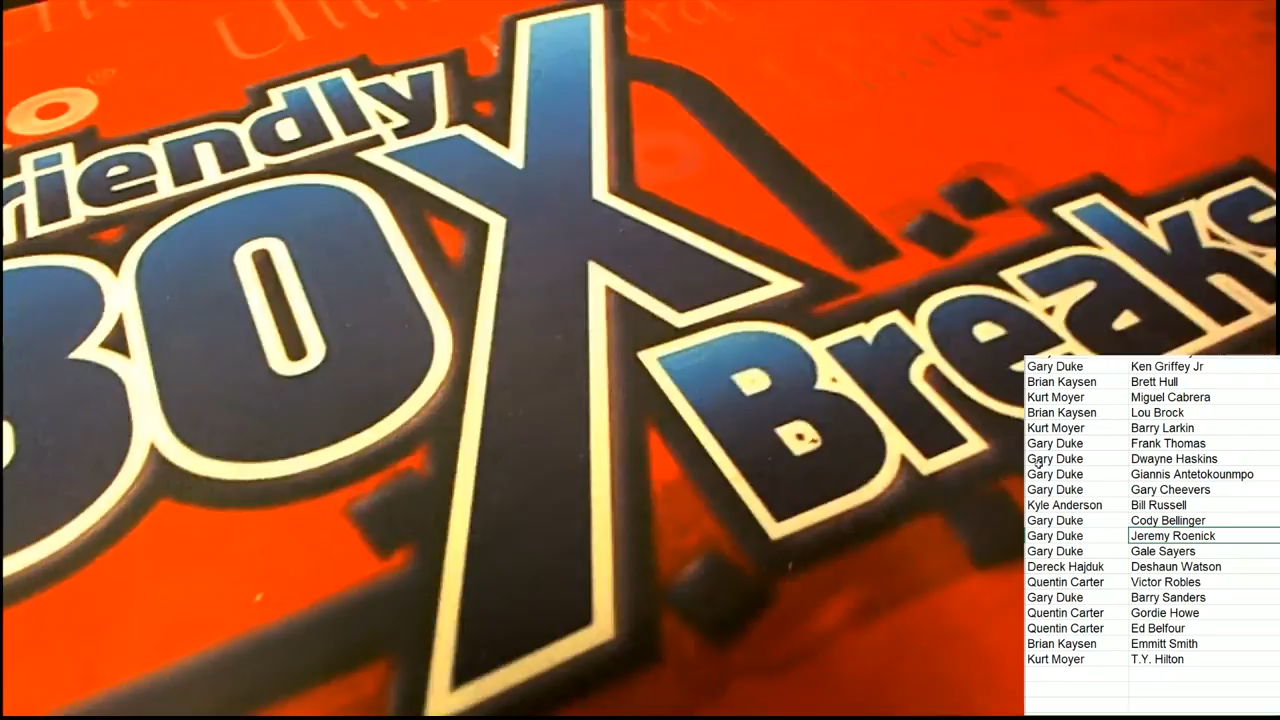 riendly
BOX
Breaks
Gary Duke Ken Griffey Jr
Brian Kaysen Brett Hull
Kurt Moyer Miguel Cabrera
Brian Kaysen Lou Brock
Kurt Moyer Barry Larkin
Gary Duke Frank Thomas
Gary Duke Dwayne Haskins
Gary Duke Giannis Antetokounmpo
Gary Duke Gary Cheevers
Kyle Anderson Bill Russell
Gary Duke Cody Bellinger
Gary Duke Jeremy Roenick
Gary Duke Gale Sayers
Dereck Hajduk Deshaun Watson
Quentin Carter Victor Robles
Gary Duke Barry Sanders
Quentin Carter Gordie Howe
Quentin Carter Ed Belfour
Brian Kaysen Emmitt Smith
Kurt Moyer T.Y. Hilton